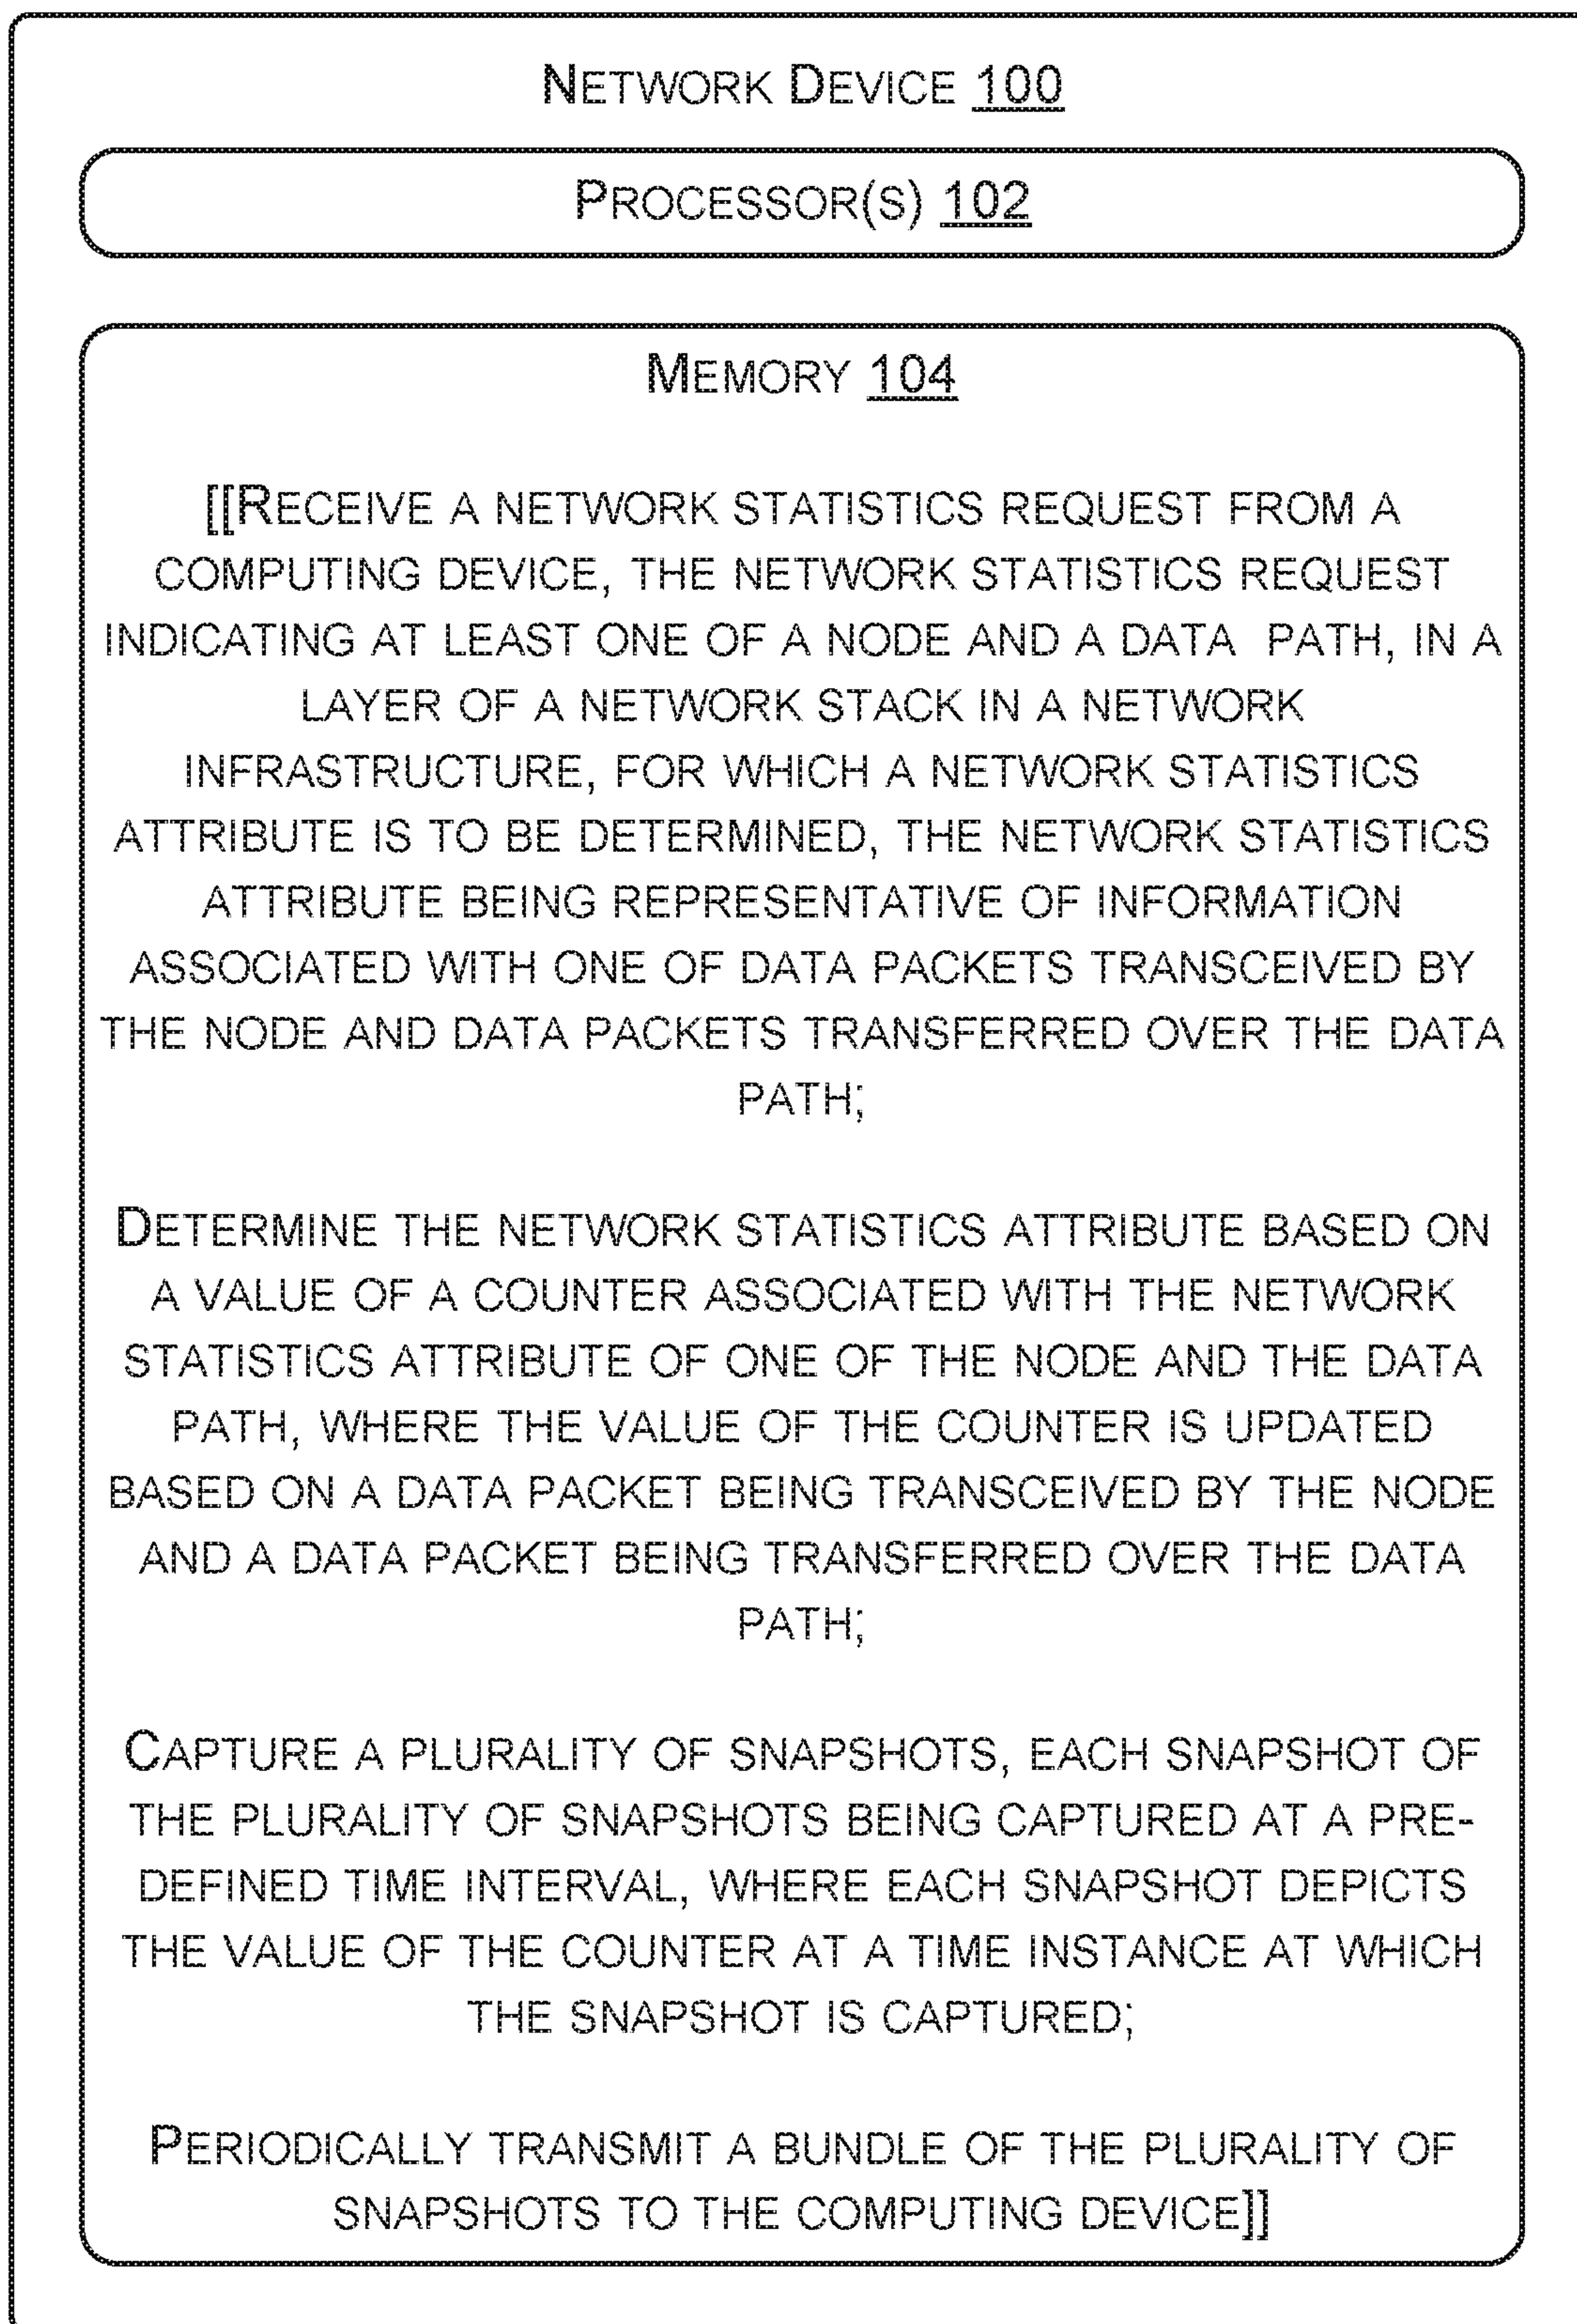 NETWORK DEVICE 100
PROCESSOR(S) 102
MEMORY 104
[[RECEIVE A NETWORK STATISTICS REQUEST FROM A
COMPUTING DEVICE, THE NETWORK STATISTICS REQUEST
INDICATING AT LEAST ONE OF A NODE AND A DATA PATH, IN A
LAYER OF A NETWORK STACK IN A NETWORK
INFRASTRUCTURE, FOR WHICH A NETWORK STATISTICS
ATTRIBUTE IS TO BE DETERMINED, THE NETWORK STATISTICS
ATTRIBUTE BEING REPRESENTATIVE OF INFORMATION
ASSOCIATED WITH ONE OF DATA PACKETS TRANSCEIVED BY
THE NODE AND DATA PACKETS TRANSFERRED OVER THE DATA
PATH;
DETERMINE THE NETWORK STATISTICS ATTRIBUTE BASED ON
A VALUE OF A COUNTER ASSOCIATED WITH THE NETWORK
STATISTICS ATTRIBUTE OF ONE OF THE NODE AND THE DATA
PATH, WHERE THE VALUE OF THE COUNTER IS UPDATED
BASED ON A DATA PACKET BEING TRANSCEIVED BY THE NODE
AND A DATA PACKET BEING TRANSFERRED OVER THE DATA
PATH;
CAPTURE A PLURALITY OF SNAPSHOTS, EACH SNAPSHOT OF
THE PLURALITY OF SNAPSHOTS BEING CAPTURED AT A PRE-
DEFINED TIME INTERVAL, WHERE EACH SNAPSHOT DEPICTS
THE VALUE OF THE COUNTER AT A TIME INSTANCE AT WHICH
THE SNAPSHOT IS CAPTURED;
PERIODICALLY TRANSMIT A BUNDLE OF THE PLURALITY OF
SNAPSHOTS TO THE COMPUTING DEVICE]]